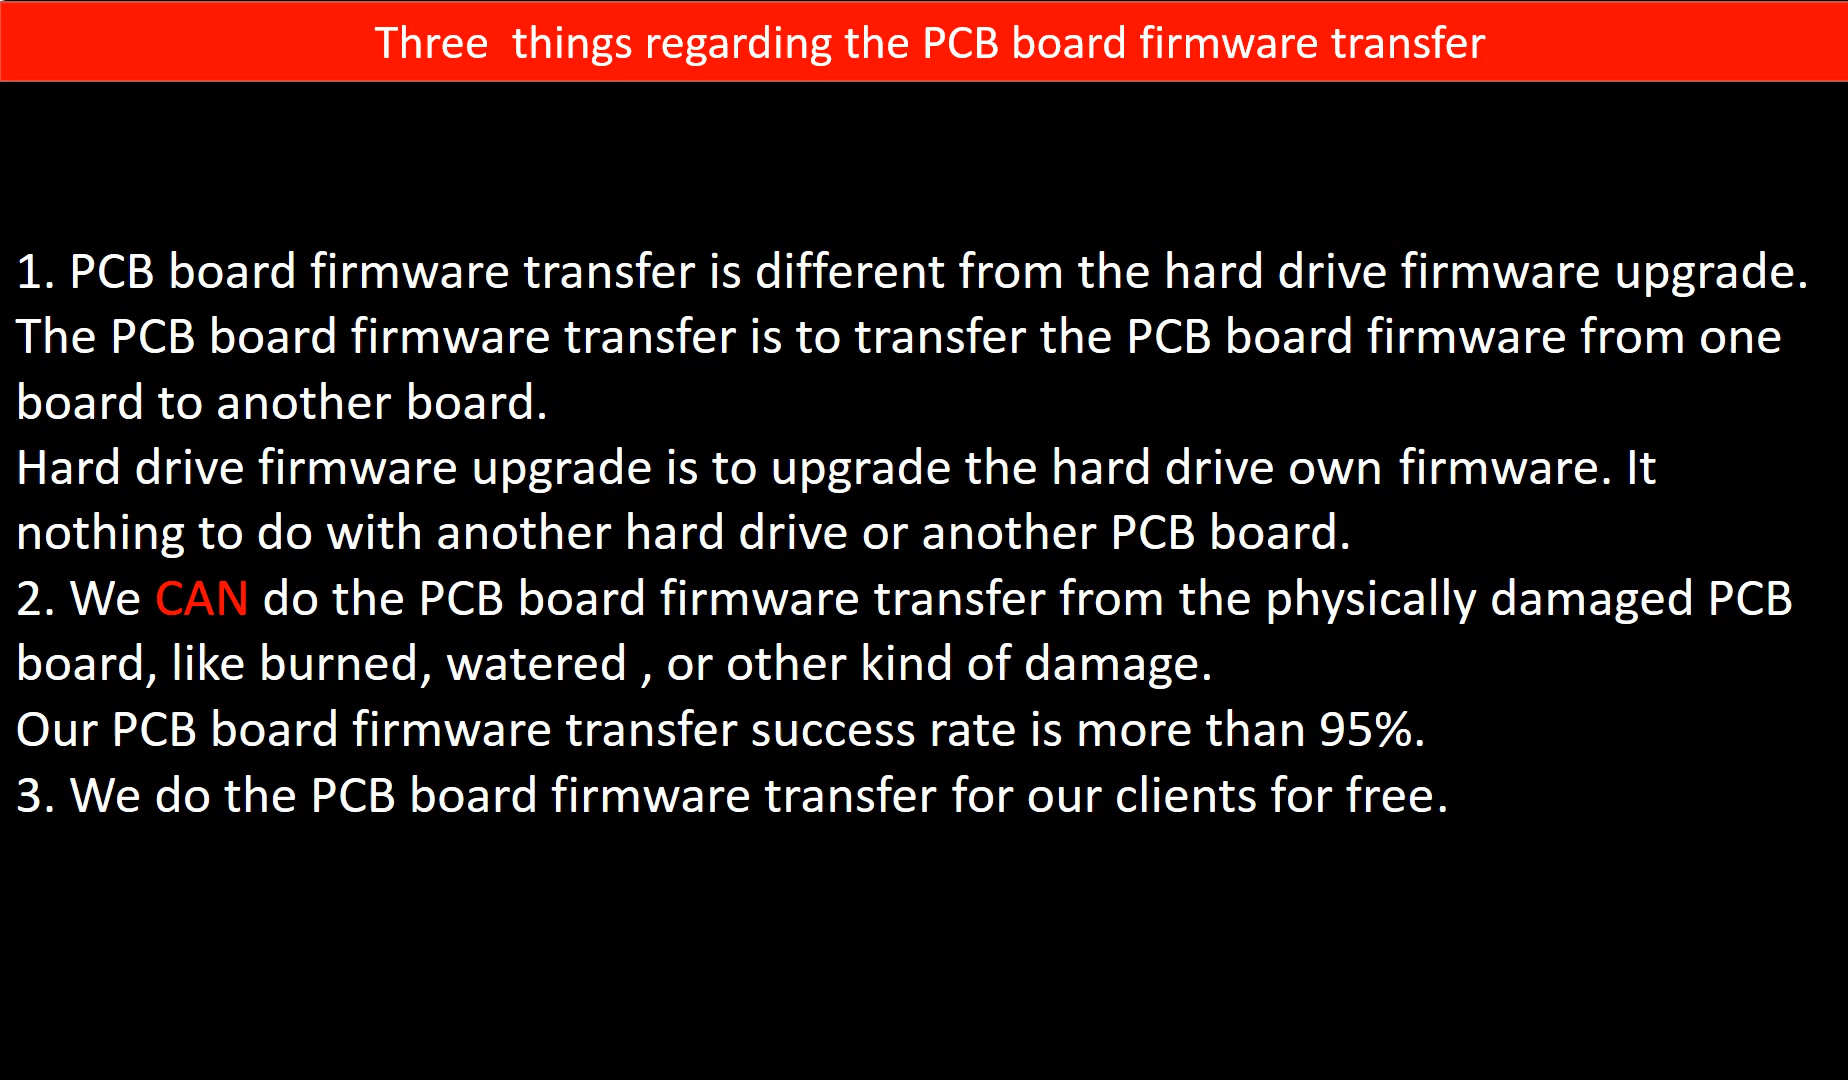 Three  things regarding the PCB board firmware transfer
1. PCB board firmware transfer is different from the hard drive firmware upgrade.
The PCB board firmware transfer is to transfer the PCB board firmware from one
board to another board.
Hard drive firmware upgrade is to upgrade the hard drive own firmware. It
nothing to do with another hard drive or another PCB board.
2. We CAN do the PCB board firmware transfer from the physically damaged PCB
board, like burned, watered , or other kind of damage.
Our PCB board firmware transfer success rate is more than 95%.
3. We do the PCB board firmware transfer for our clients for free.